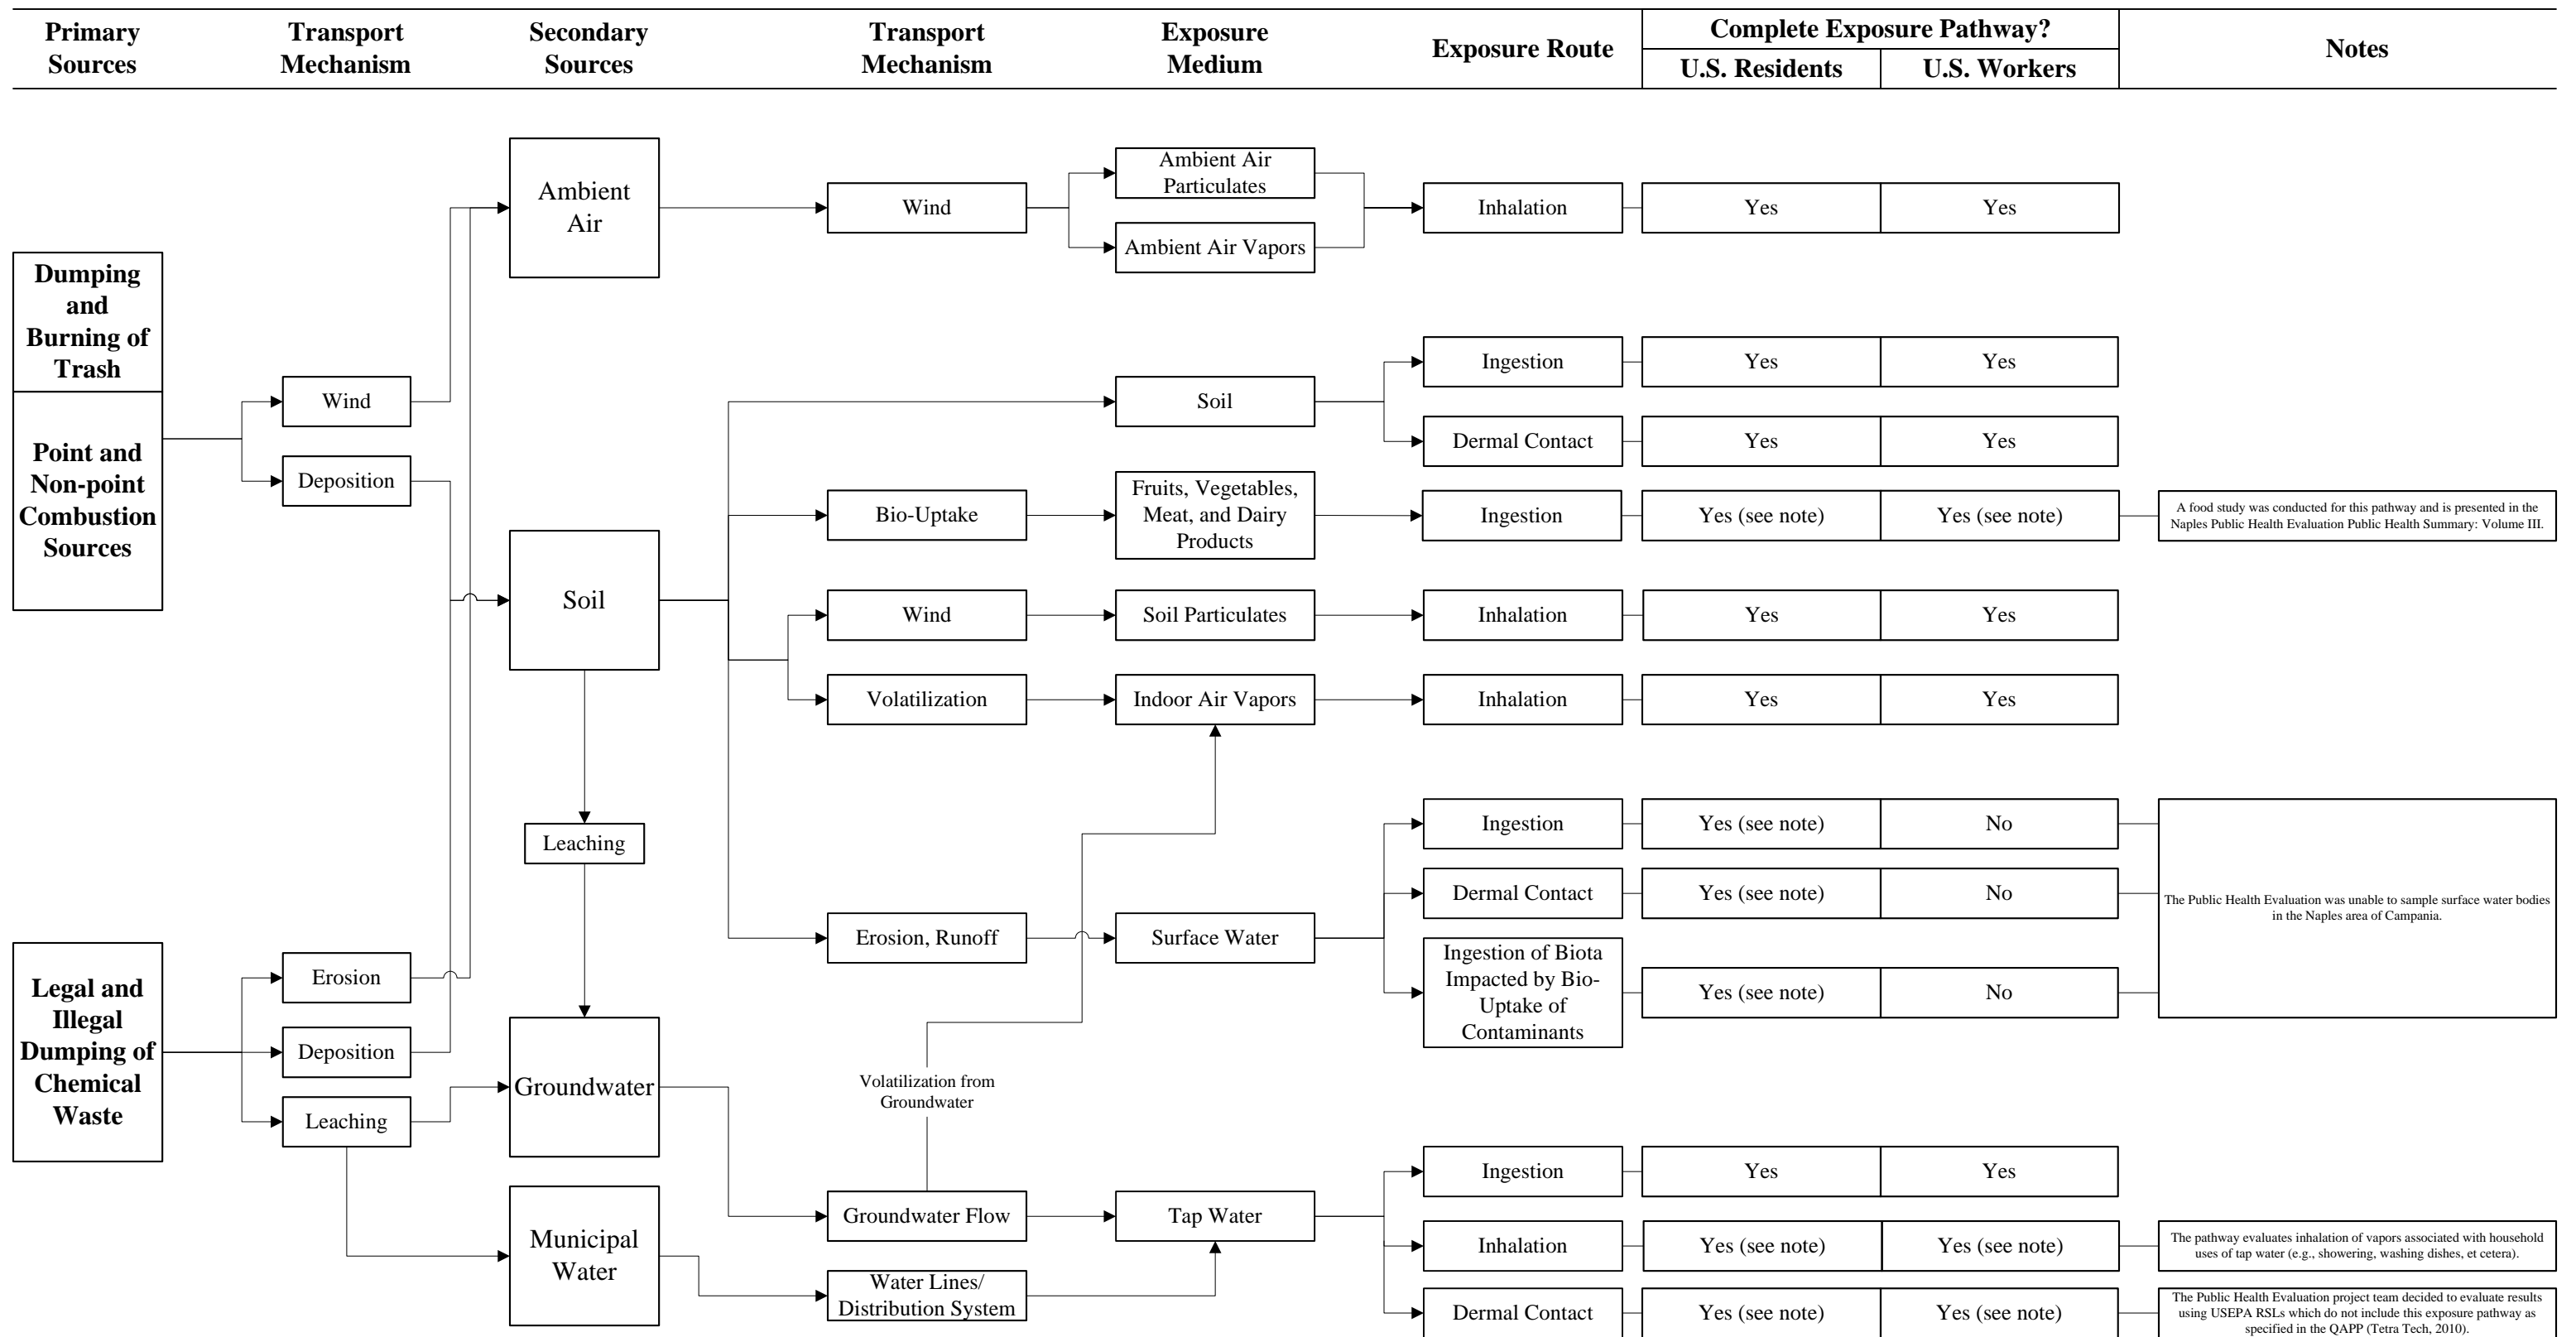 Primary
Sources
Transport
Mechanism
Secondary
Sources
Transport
Mechanism
Exposure
Medium
Exposure Route
Complete Exposure Pathway?
U.S. Residents
U.S. Workers
Notes
Dumping
and
Burning of
Trash
Point and
Non-point
Combustion
Sources
Legal and
Illegal
Dumping of
Chemical
Waste
Wind
Deposition
Erosion
Deposition
Leaching
Ambient
Air
Soil
Leaching
Groundwater
Municipal
Water
Wind
Bio-Uptake
Wind
Volatilization
Erosion, Runoff
Volatilization from
Groundwater
Groundwater Flow
Water Lines/
Distribution System
Ambient Air
Particulates
Ambient Air Vapors
Soil
Fruits, Vegetables,
Meat, and Dairy
Products
Soil Particulates
Indoor Air Vapors
Surface Water
Tap Water
Inhalation
Yes
Yes
Ingestion
Yes
Yes
Dermal Contact
Yes
Yes
Ingestion
Yes (see note)
Yes (see note)
A food study was conducted for this pathway and is presented in the
Naples Public Health Evaluation Public Health Summary: Volume III.
Inhalation
Yes
Yes
Inhalation
Yes
Yes
Ingestion
Yes (see note)
No
Dermal Contact
Yes (see note)
No
Ingestion of Biota
Impacted by Bio-
Uptake of
Contaminants
Yes (see note)
No
The Public Health Evaluation was unable to sample surface water bodies
in the Naples area of Campania.
Ingestion
Yes
Yes
Inhalation
Yes (see note)
Yes (see note)
The pathway evaluates inhalation of vapors associated with household
uses of tap water (e.g., showering, washing dishes, et cetera).
Dermal Contact
Yes (see note)
Yes (see note)
The Public Health Evaluation project team decided to evaluate results
using USEPA RSLs which do not include this exposure pathway as
specified in the QAPP (Tetra Tech, 2010).